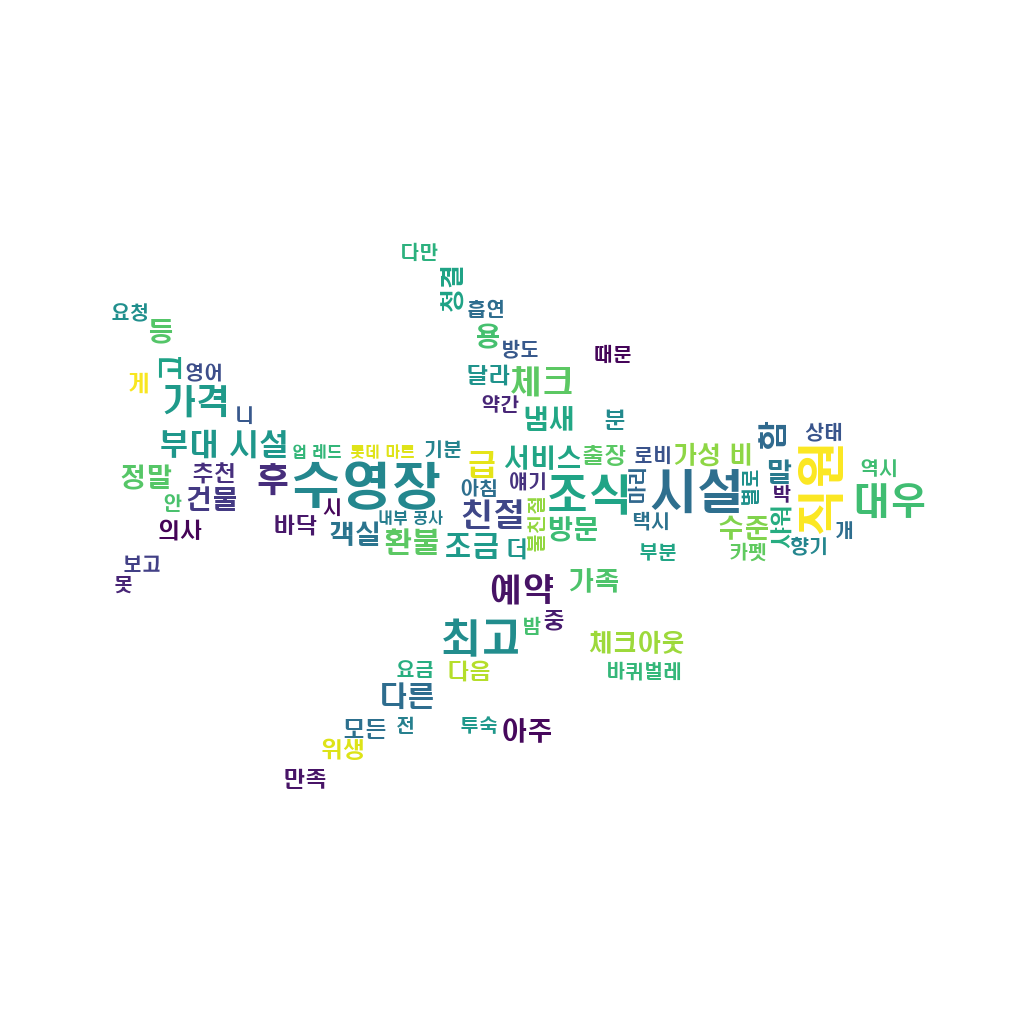 다만
청결
요청
흡연
등
용
방도
때문
고
영어
게
달라
체크
가격
약간
니
냄새
분
함
상태
부대 시설
업 레드
롯데 마트
기분
급
서비스
출장
로비
가성 비
직원
역시
정말
추천
후
수영장
아침
얘기
조식
마리
시설
별로
말
박
대우
안
건물
시
친절
불친절
방문
택시
수준
샤워
개
의사
바닥
객실
내부 공사
환불
조금
더
부분
카펫
향기
보고
못
예약
가족
최고
밤
중
체크아웃
요금
다음
바퀴벌레
다른
모든
전
투숙
아주
위생
만족